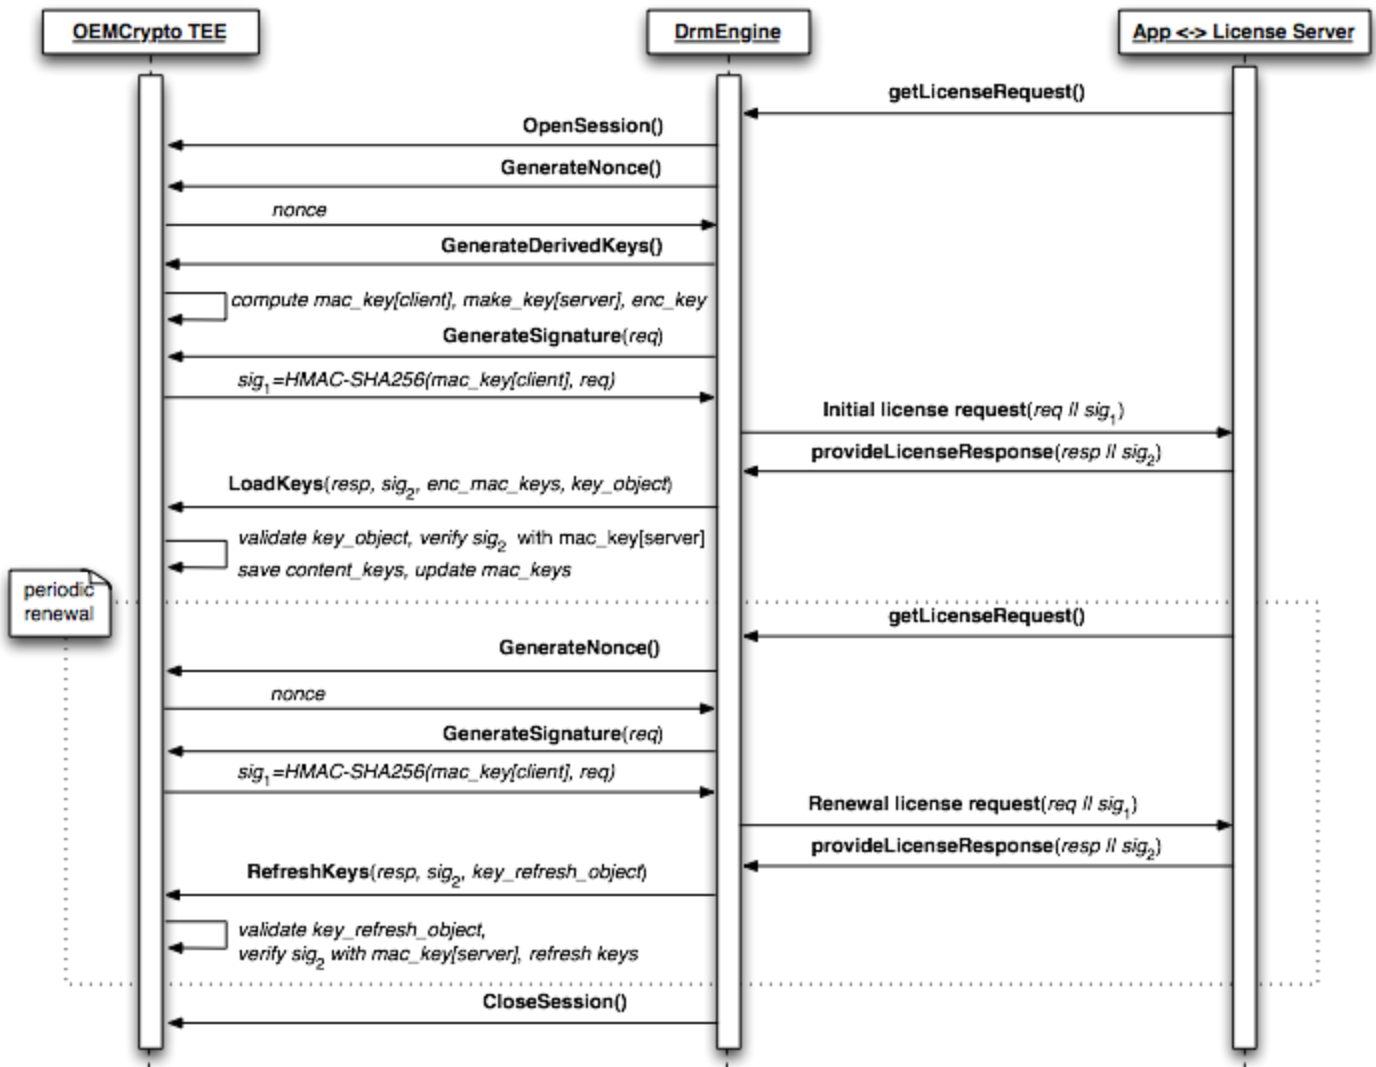 OEMCrypto TEE
DrmEngine
App <-> License Server
getLicenseRequest()
OpenSession()
GenerateNonce()
nonce
GenerateDerivedKeys()
compute mac_key[client], make_key[server], enc_key
GenerateSignature(req)
sig1=HMAC-SHA256(mac_key[client], req)
Initial license request(req || sig1)
provideLicenseResponse(resp || sig2)
LoadKeys(resp, sig2, enc_mac_keys, key_object)
validate key_object, verify sig2 with mac_key[server]
save content_keys, update mac_keys
periodic
renewal
getLicenseRequest()
GenerateNonce()
nonce
GenerateSignature(req)
sig1=HMAC-SHA256(mac_key[client], req)
Renewal license request(req || sig1)
provideLicenseResponse(resp || sig2)
RefreshKeys(resp, sig2, key_refresh_object)
validate key_refresh_object,
verify sig2 with mac_key[server], refresh keys
CloseSession()